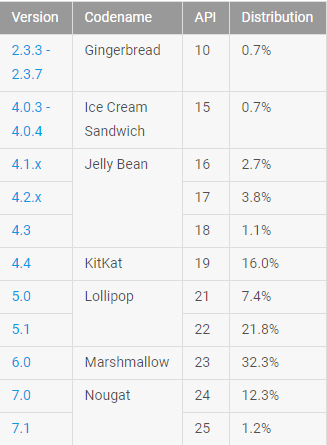 Version Codename API Distribution
2.3.3 - Gingerbread 10 0.7%
2.3.7
4.0.3 - Ice Cream 15 0.7%
4.0.4 Sandwich
4.1.x Jelly Bean 16 2.7%
4.2.x 17 3.8%
4.3 18 1.1%
4.4 KitKat 19 16.0%
5.0 Lollipop 21 7.4%
5.1 22 21.8%
6.0 Marshmallow 23 32.3%
7.0 Nougat 24 12.3%
7.1 25 1.2%